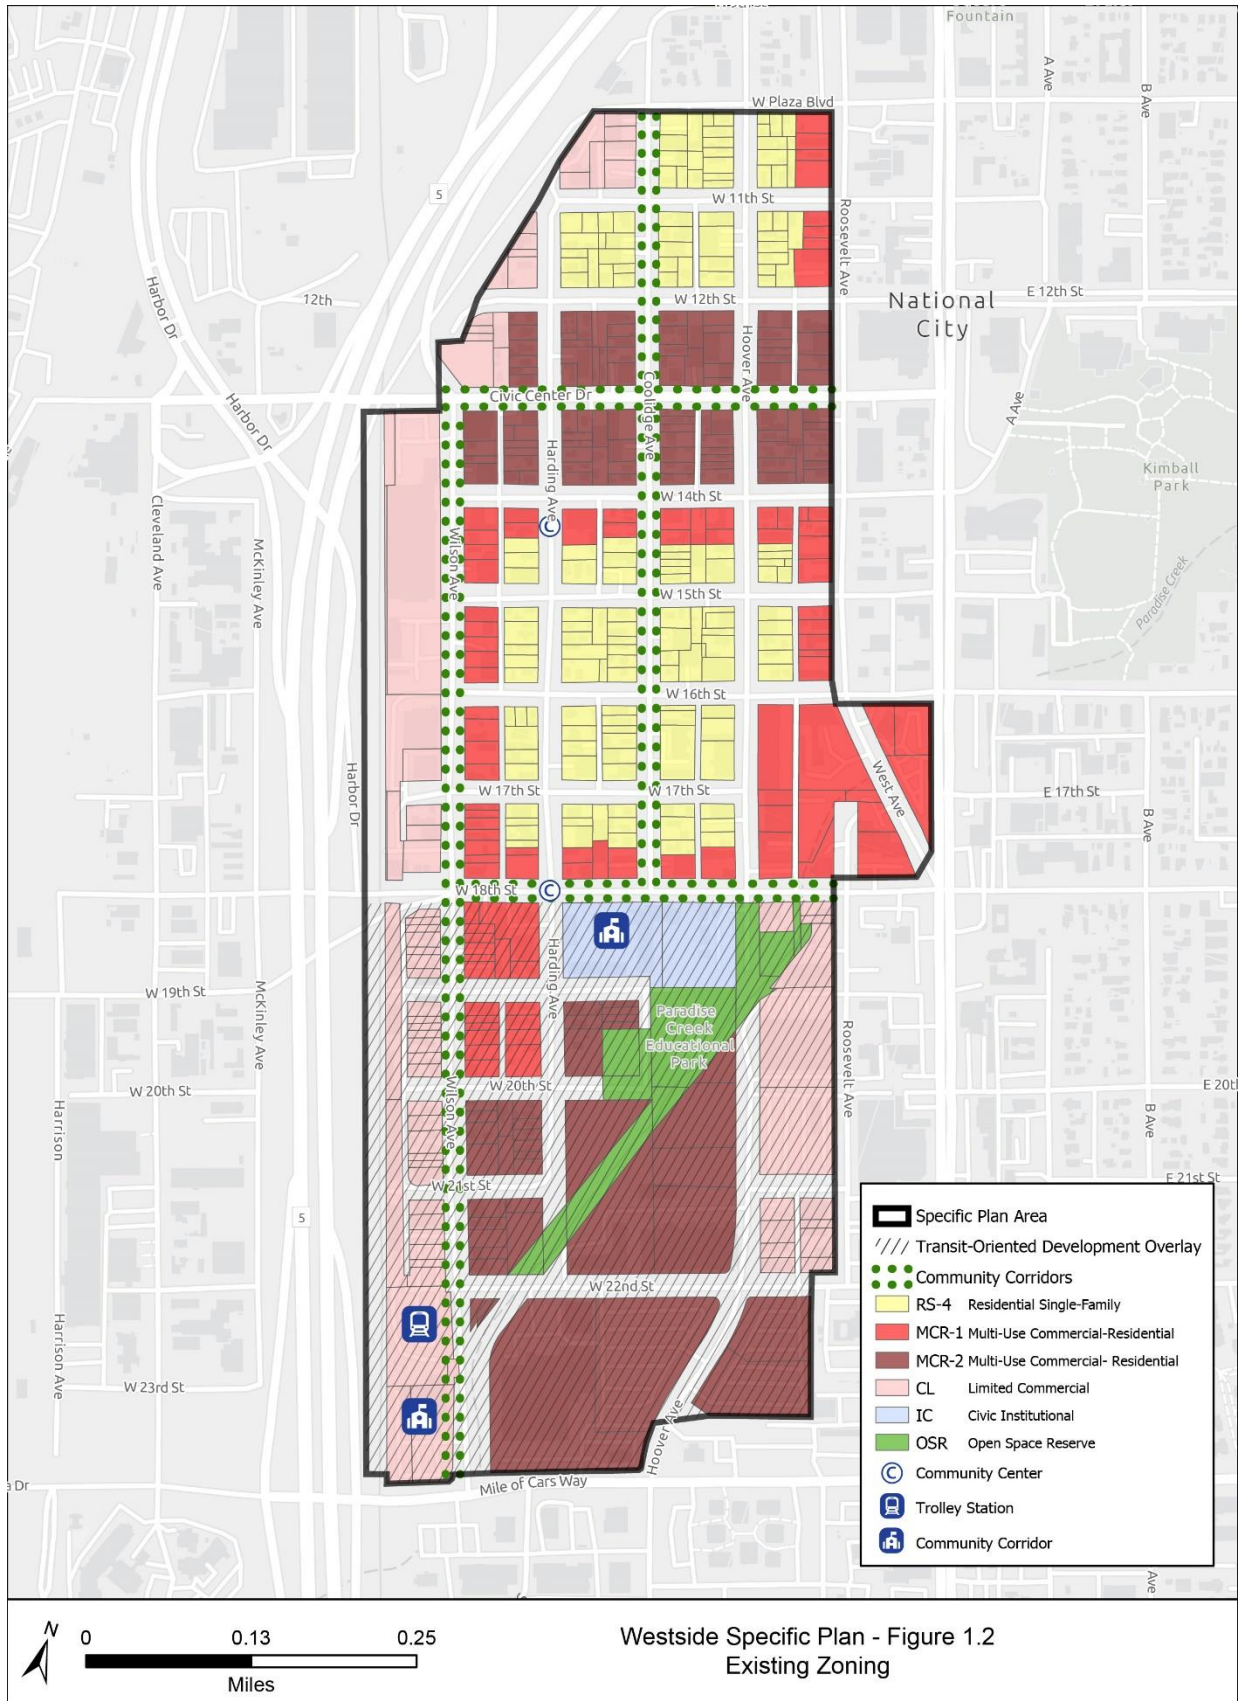 Fountain
A Ave
B Ave
W Plaza Blvd
5
W 11th St
Roosevelt Ave
Harbor Dr
12th
W 12th St
National
City
E 12th St
Hoover Ave
Coolidge Ave
Civic Center Dr
Harbor Dr
A Ave
Harding Ave
Kimball
Park
W 14th St
C
Cleveland Ave
McKinley Ave
Wilson Ave
W 15th St
Paradise Creek
W 16th St
Harbor Dr
West Ave
W 17th St
W 17th St
E 17th St
B Ave
W 18th St
C
Harding Ave
W 19th St
McKinley Ave
Paradise
Creek
Educational
Park
Roosevelt Ave
W 20th St
W 20th St
E 20t
Harrison
Wilson Ave
B Ave
W 21st St
E 21st St
5
W 22nd St
Harrison Ave
W 23rd St
Hoover Ave
a Dr
Mile of Cars Way
Ave
Specific Plan Area
Transit-Oriented Development Overlay
Community Corridors
RS-4 Residential Single-Family
MCR-1 Multi-Use Commercial-Residential
MCR-2 Multi-Use Commercial- Residential
CL Limited Commercial
IC Civic Institutional
OSR Open Space Reserve
C Community Center
Trolley Station
Community Corridor
N
0 0.13 0.25
Miles
Westside Specific Plan - Figure 1.2
Existing Zoning